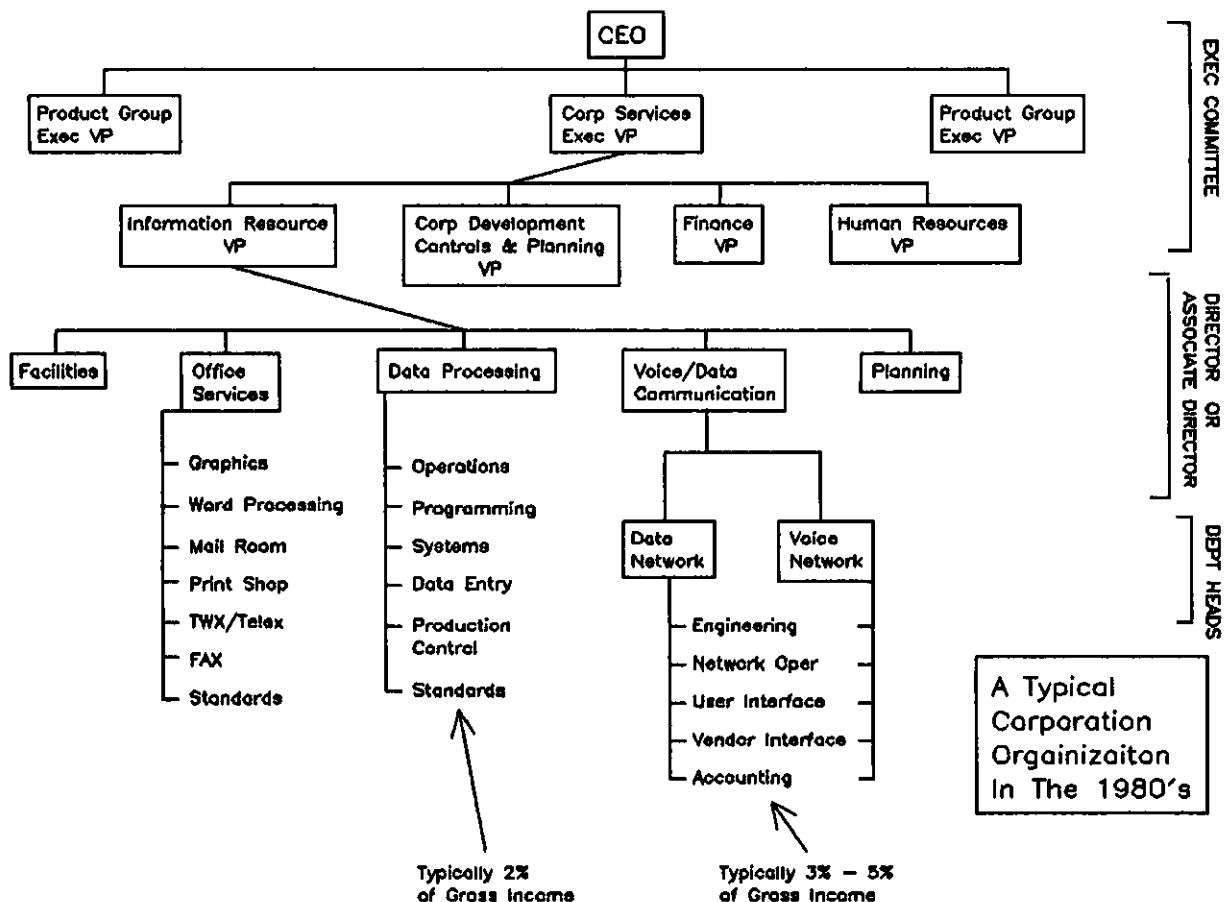 CEO
EXEC COMMITTEE
Product Group
Exec VP
Corp Services
Exec VP
Product Group
Exec VP
Information Resource
VP
Corp Development
Controls & Planning
VP
Finance
VP
Human Resources
VP
DIRECTOR OR
ASSOCIATE DIRECTOR
Facilities
Office
Services
Data Processing
Voice/Data
Communication
Planning
Graphics
Word Processing
Mail Room
Print Shop
TWX/Telex
FAX
Standards
Operations
Programming
Systems
Data Entry
Production
Control
Standards
Data
Network
Voice
Network
DEPT HEADS
Engineering
Network Oper
User Interface
Vendor Interface
Accounting
A Typical
Corporation
Orgainizaiton
In The 1980's
Typically 2%
of Gross Income
Typically 3% - 5%
of Gross Income